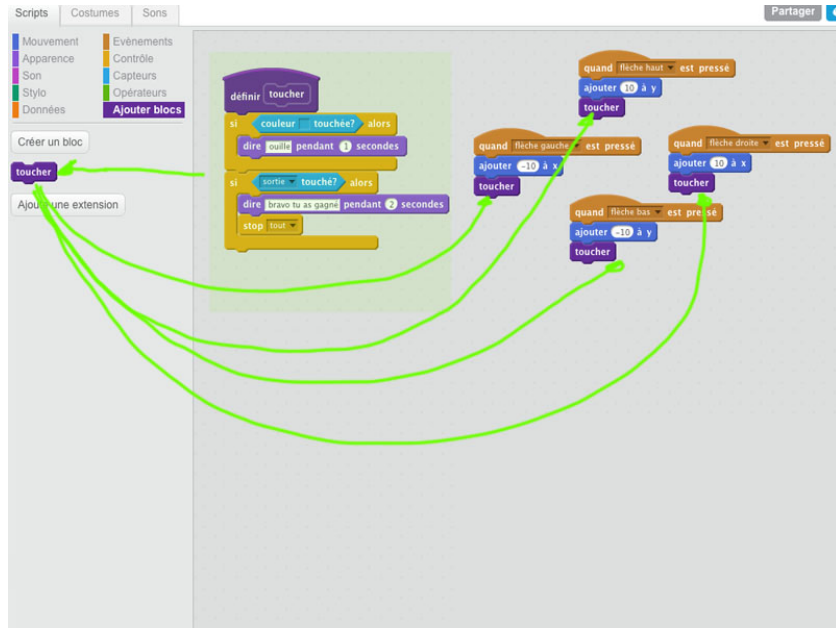 Scripts Costumes Sons
Partager
Mouvement Evènements
Apparence Contrôle
Son Capteurs
Stylo Opérateurs
Données Ajouter blocs
Créer un bloc
toucher
Ajouter une extension
définir toucher
si couleur touchée? alors
dire ouille pendant 1 secondes
si sortie touché? alors
dire bravo tu as gagné pendant 2 secondes
stop tout
quand flèche haut est pressé
ajouter 10 à y
toucher
quand flèche gauche est pressé
ajouter -10 à x
toucher
quand flèche droite est pressé
ajouter 10 à x
toucher
quand flèche bas est pressé
ajouter -10 à y
toucher